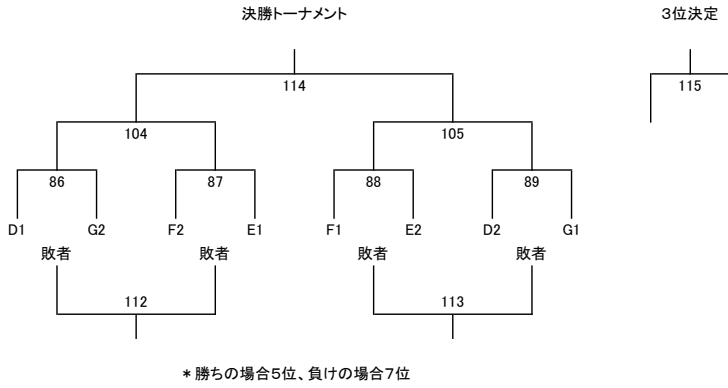 決勝トーナメント 3位決定
114 115
104 105
86 87 88 89
D1 G2 F2 E1 F1 E2 D2 G1
敗者 敗者 敗者 敗者
112 113
＊勝ちの場合5位、負けの場合7位